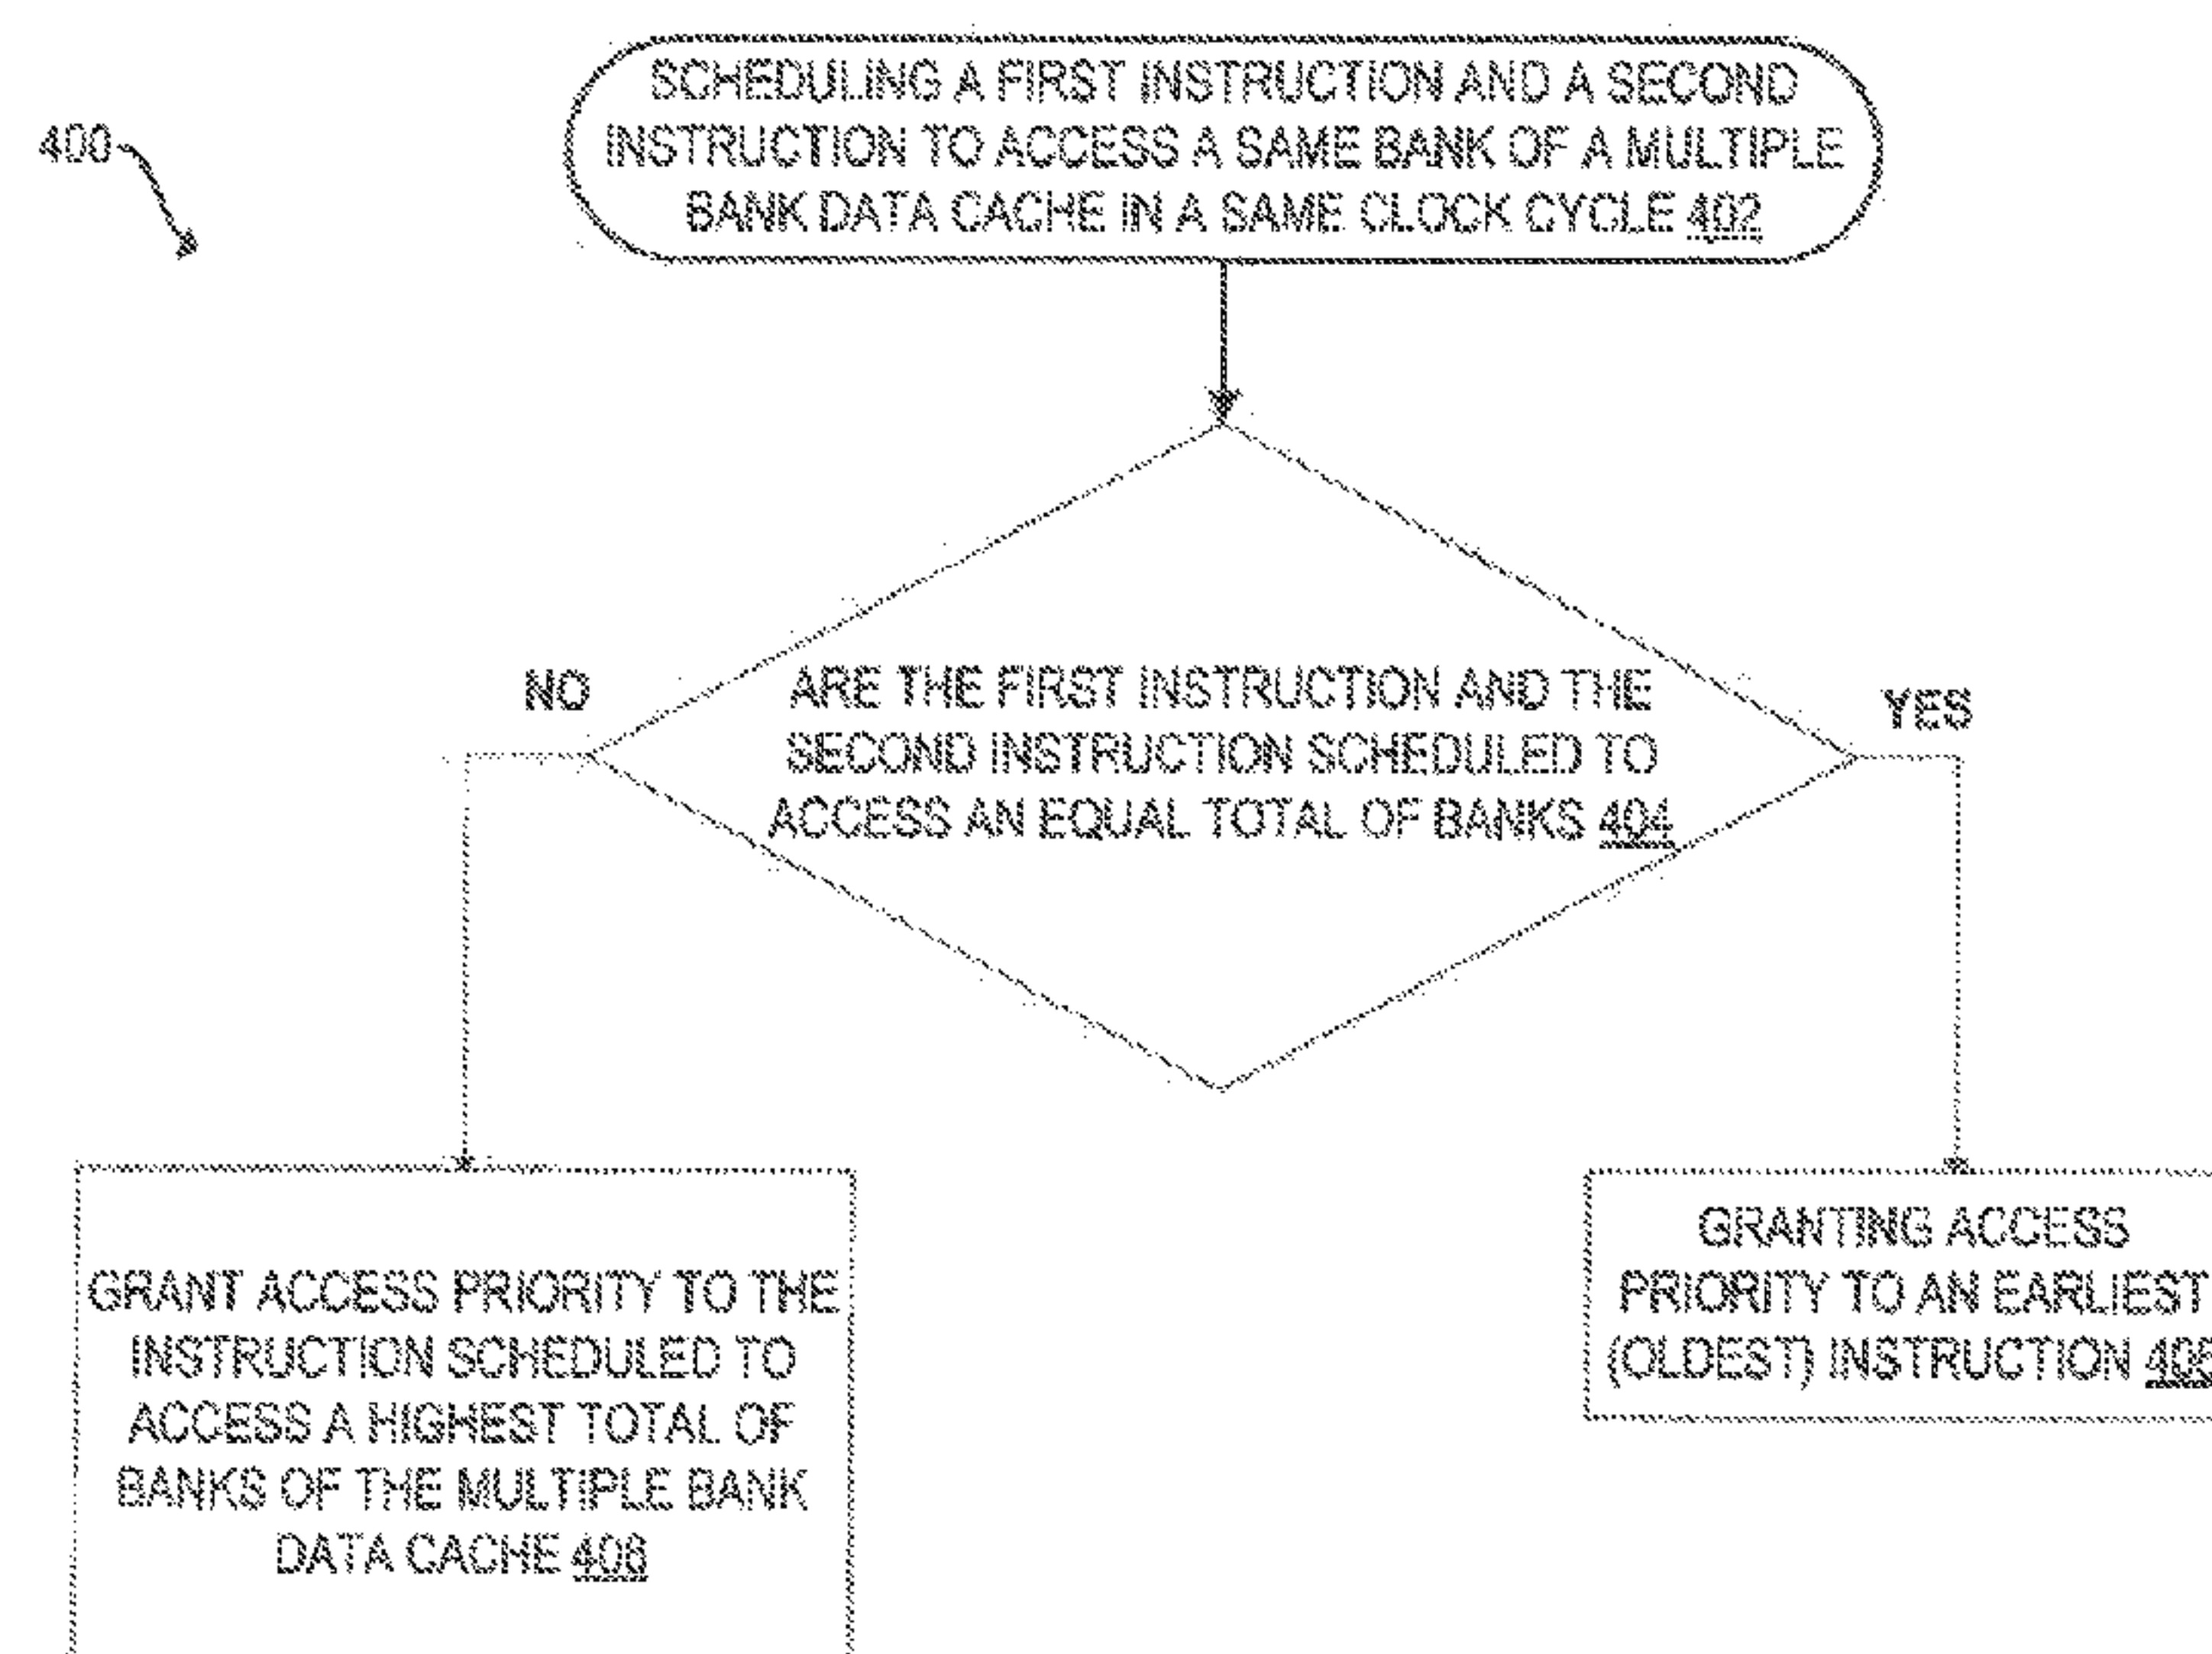 400
SCHEDULING A FIRST INSTRUCTION AND A SECOND
INSTRUCTION TO ACCESS A SAME BANK OF A MULTIPLE
BANK DATA CACHE IN A SAME CLOCK CYCLE 402
NO
YES
ARE THE FIRST INSTRUCTION AND THE
SECOND INSTRUCTION SCHEDULED TO
ACCESS AN EQUAL TOTAL OF BANKS 404
GRANT ACCESS PRIORITY TO THE
INSTRUCTION SCHEDULED TO
ACCESS A HIGHEST TOTAL OF
BANKS OF THE MULTIPLE BANK
DATA CACHE 406
GRANTING ACCESS
PRIORITY TO AN EARLIEST
(OLDEST) INSTRUCTION